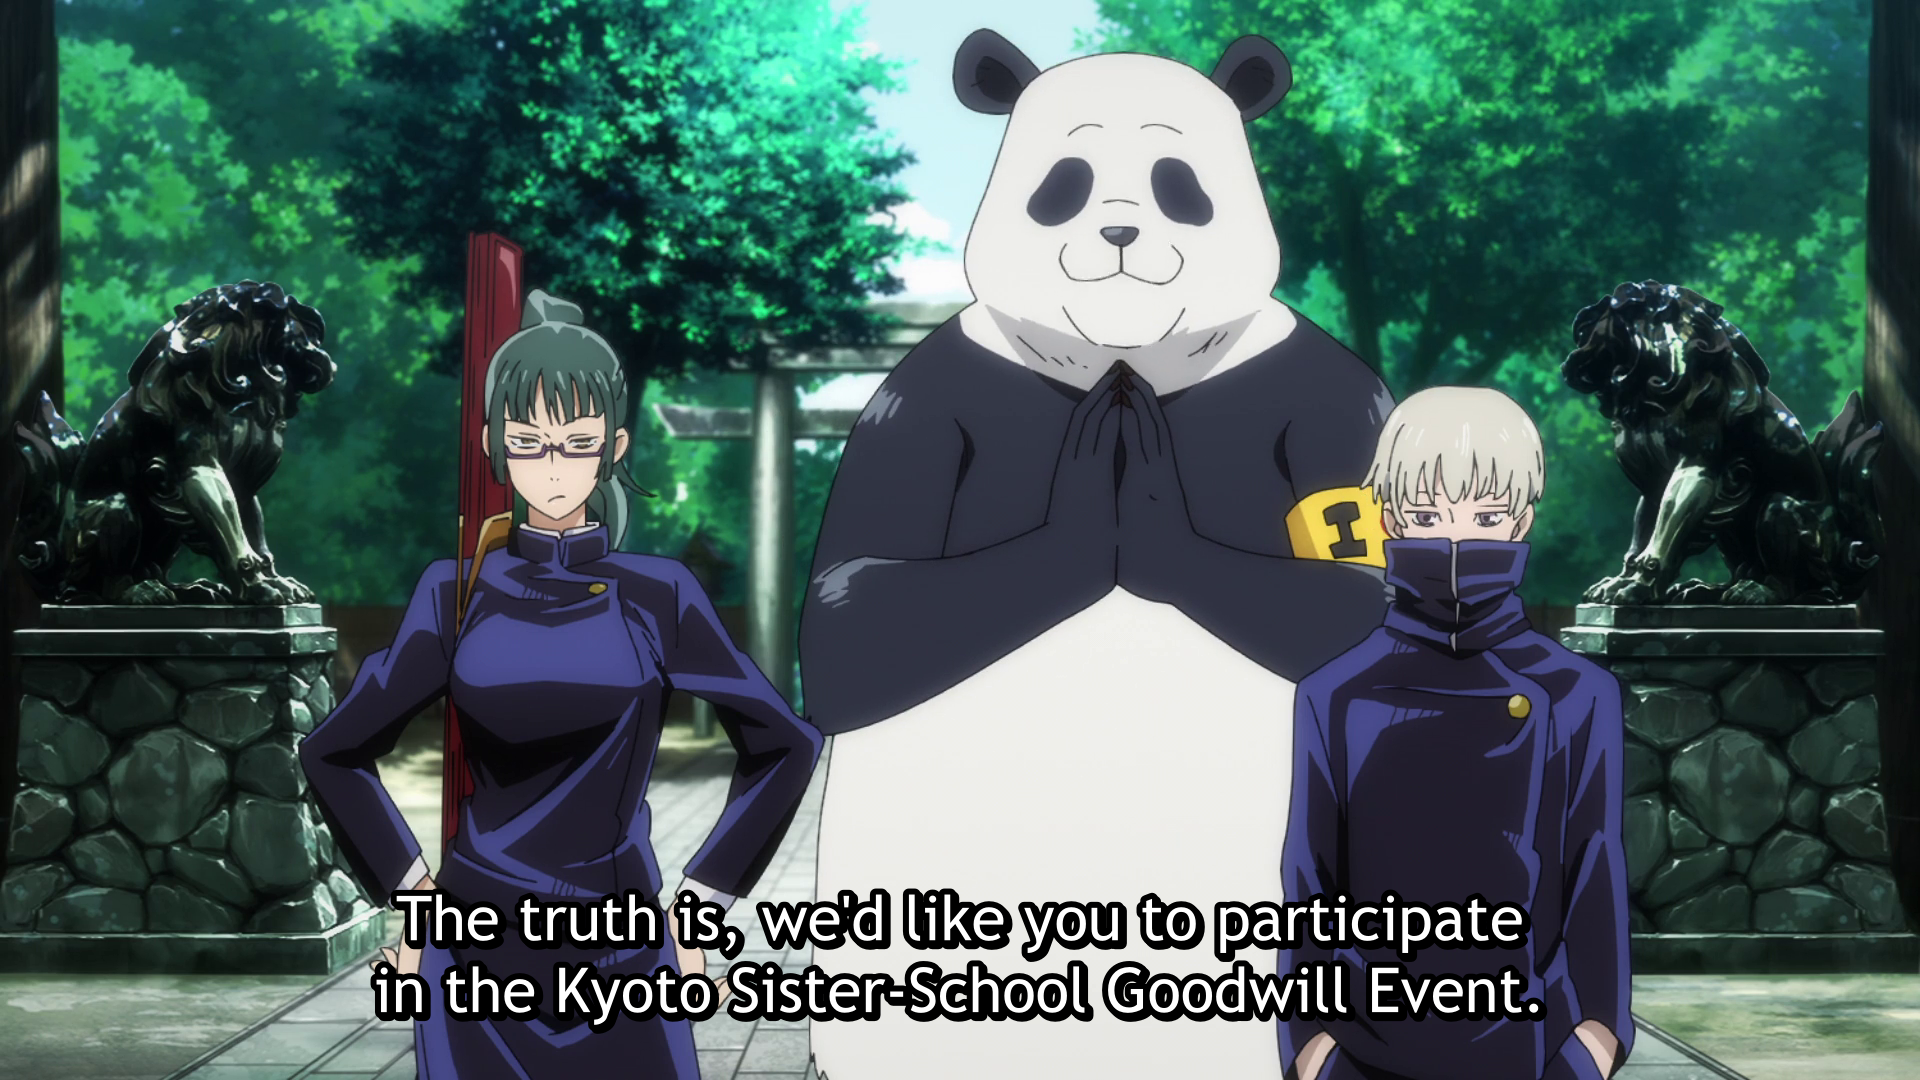 I
The truth is, we'd like you to participate
in the Kyoto Sister-School Goodwill Event.